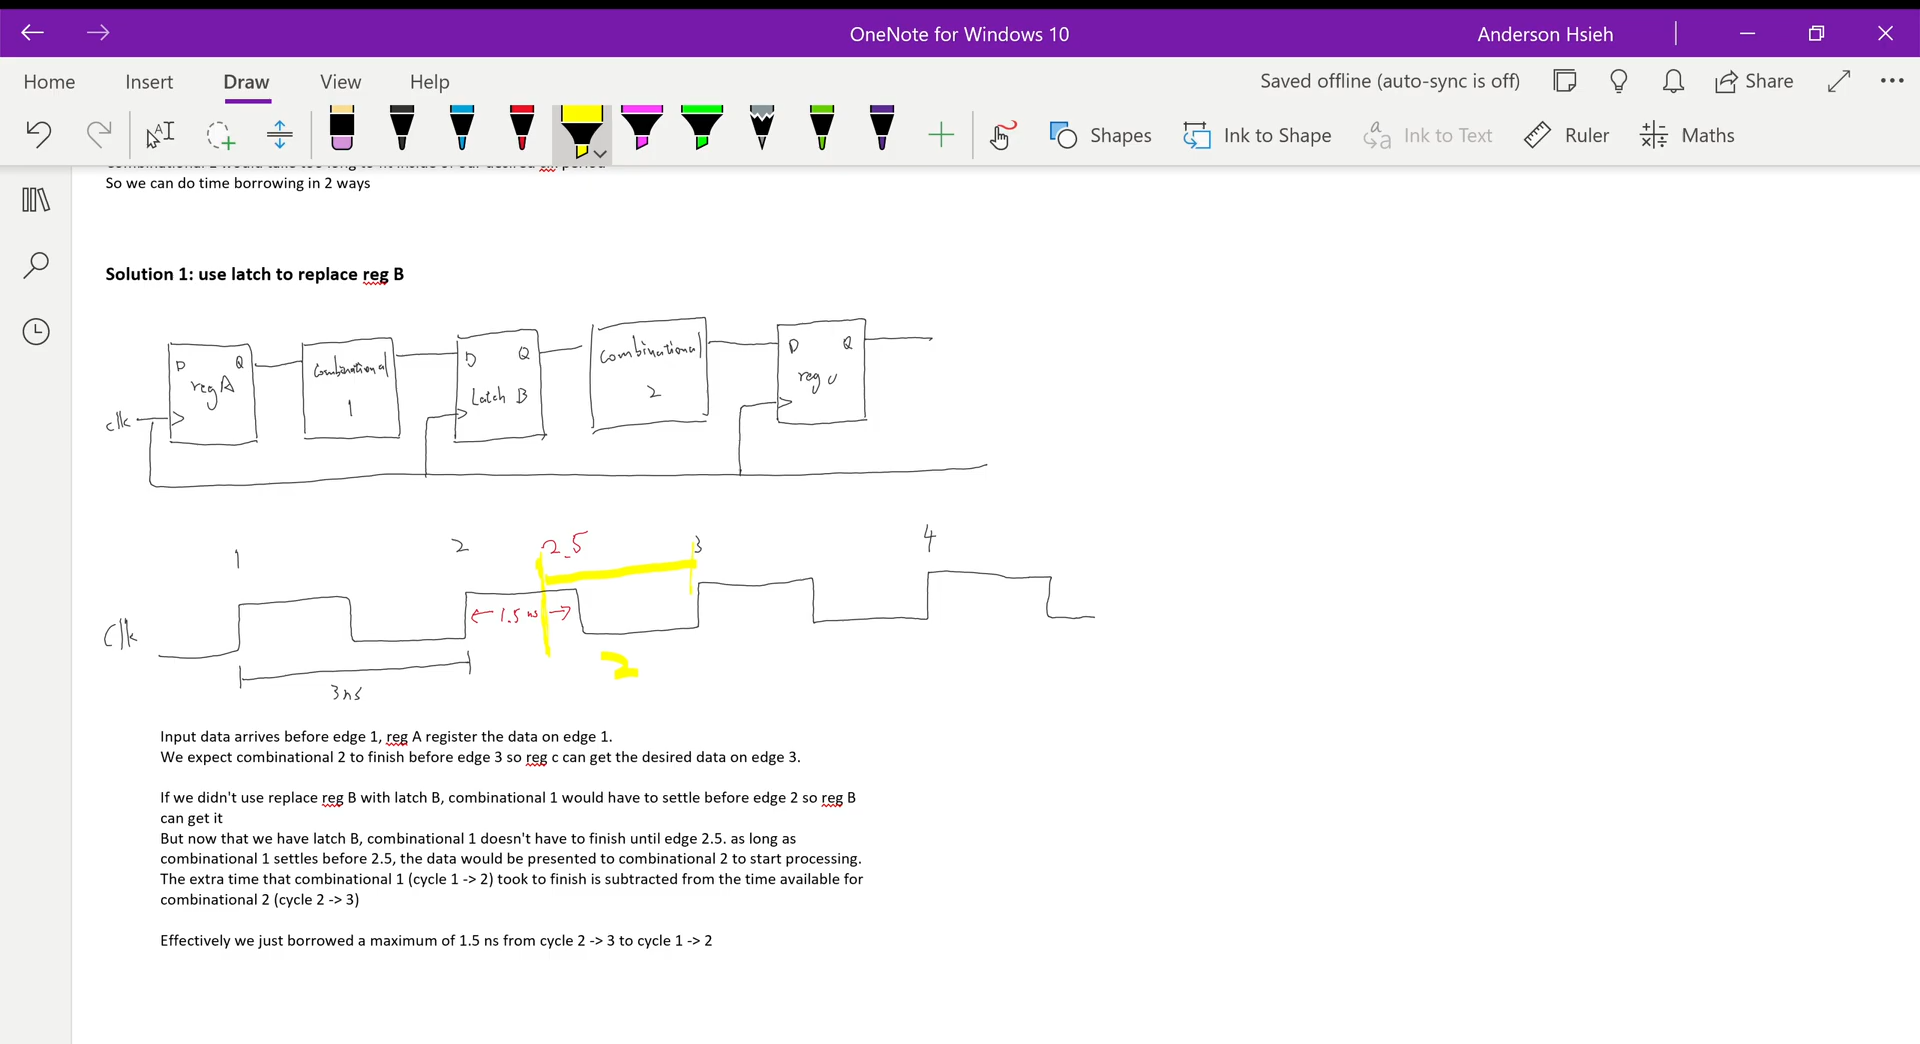 OneNote for Windows 10
Anderson Hsieh
Home Insert Draw View Help
Saved offline (auto-sync is off)
Share
Shapes
Ink to Shape
Ink to Text
Ruler
Maths
So we can do time borrowing in 2 ways
Solution 1: use latch to replace reg B
D Q
reg A
Combinational
1
D Q
Latch B
Combinational
2
D Q
reg
clk
1 2 2.5 3 4
Clk
← 1.5 ns →
2
3ns
Input data arrives before edge 1, reg A register the data on edge 1.
We expect combinational 2 to finish before edge 3 so reg c can get the desired data on edge 3.
If we didn't use replace reg B with latch B, combinational 1 would have to settle before edge 2 so reg B
can get it
But now that we have latch B, combinational 1 doesn't have to finish until edge 2.5. as long as
combinational 1 settles before 2.5, the data would be presented to combinational 2 to start processing.
The extra time that combinational 1 (cycle 1 -> 2) took to finish is subtracted from the time available for
combinational 2 (cycle 2 -> 3)
Effectively we just borrowed a maximum of 1.5 ns from cycle 2 -> 3 to cycle 1 -> 2